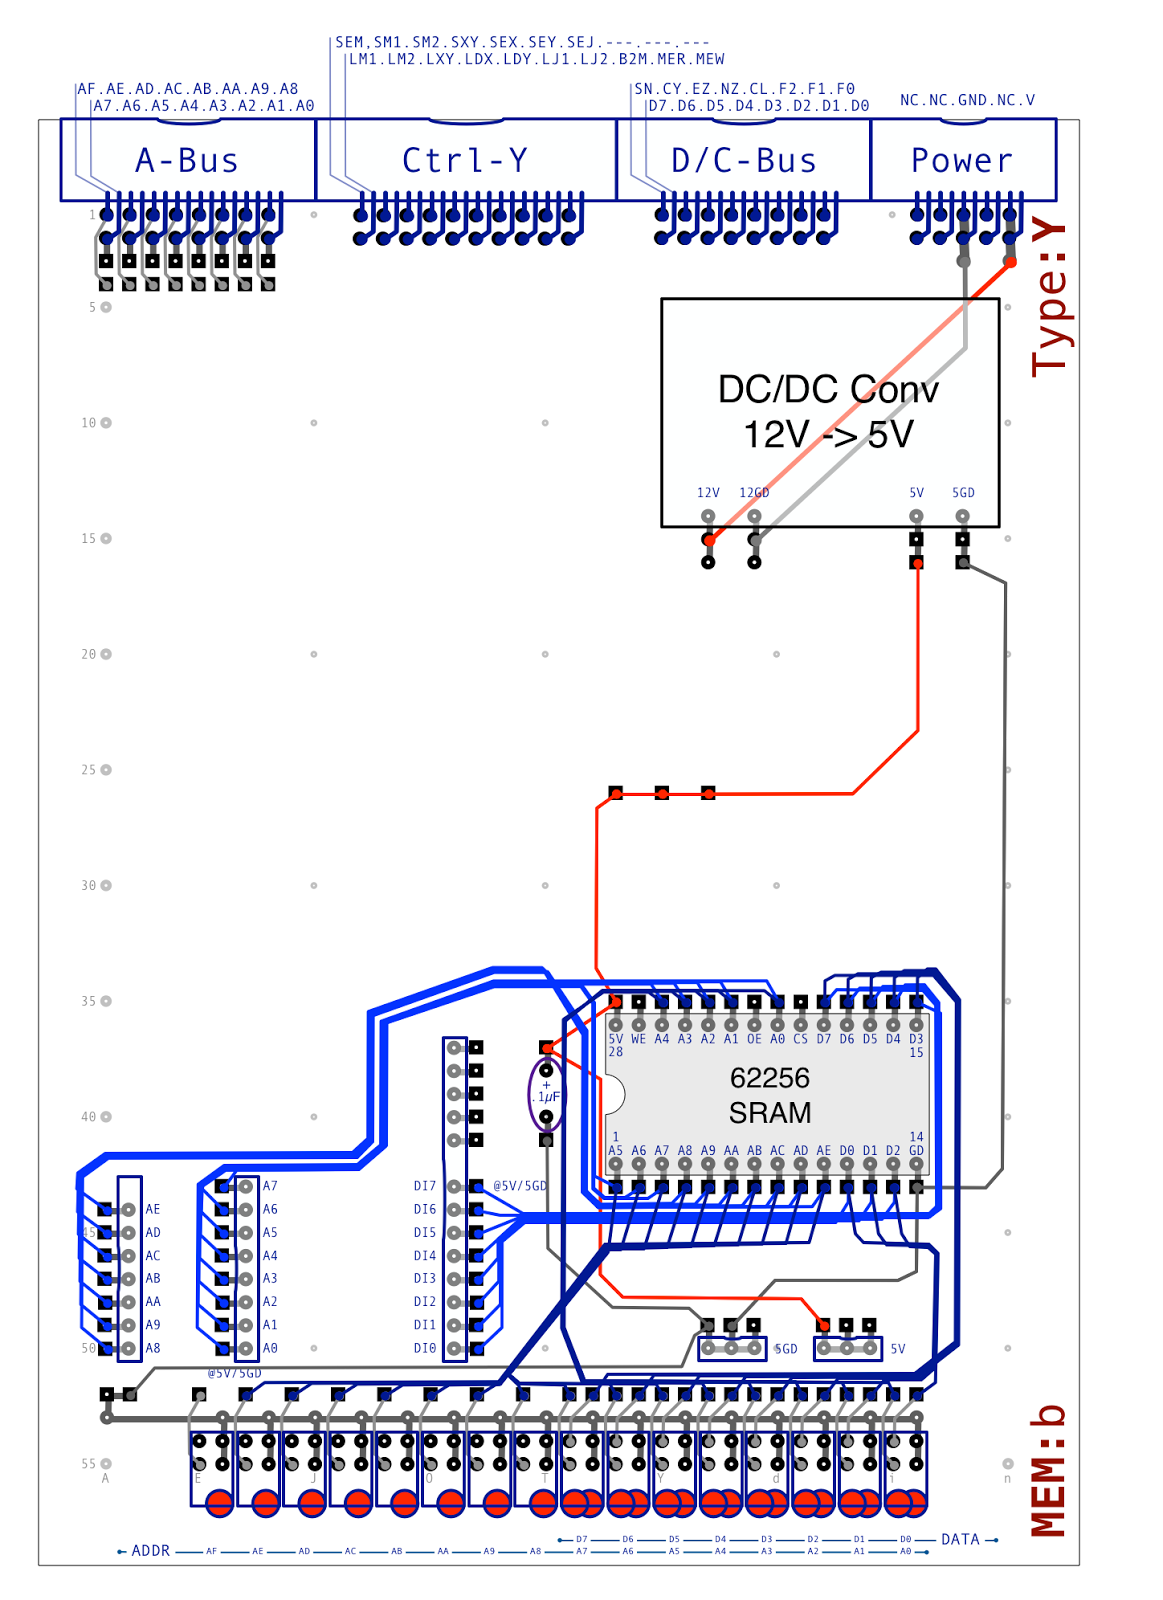 SEM,SM1.SM2.SXY.SEX.SEY.SEJ.---.---.---
LM1.LM2.LXY.LDX.LDY.LJ1.LJ2.B2M.MER.MEW
AF.AE.AD.AC.AB.AA.A9.A8
A7.A6.A5.A4.A3.A2.A1.A0
SN.CY.EZ.NZ.CL.F2.F1.F0
D7.D6.D5.D4.D3.D2.D1.D0
NC.NC.GND.NC.V
A-Bus Ctrl-Y D/C-Bus Power
1
Type:Y
5
DC/DC Conv
12V -> 5V
10
12V 12GD 5V 5GD
15
20
25
30
35
5V WE A4 A3 A2 A1 OE A0 CS D7 D6 D5 D4 D3
28 15
62256
SRAM
+
.1µF
40
1 14
A5 A6 A7 A8 A9 AA AB AC AD AE D0 D1 D2 GD
A7 DI7 @5V/5GD
AE A6 DI6
45 AD A5 DI5
AC A4 DI4
AB A3 DI3
AA A2 DI2
A9 A1 DI1
50 A8 A0 DI0 5GD 5V
@5V/5GD
MEM:b
55
A E J O T Y d i n
D7 D6 D5 D4 D3 D2 D1 D0 DATA
ADDR AF AE AD AC AB AA A9 A8 A7 A6 A5 A4 A3 A2 A1 A0